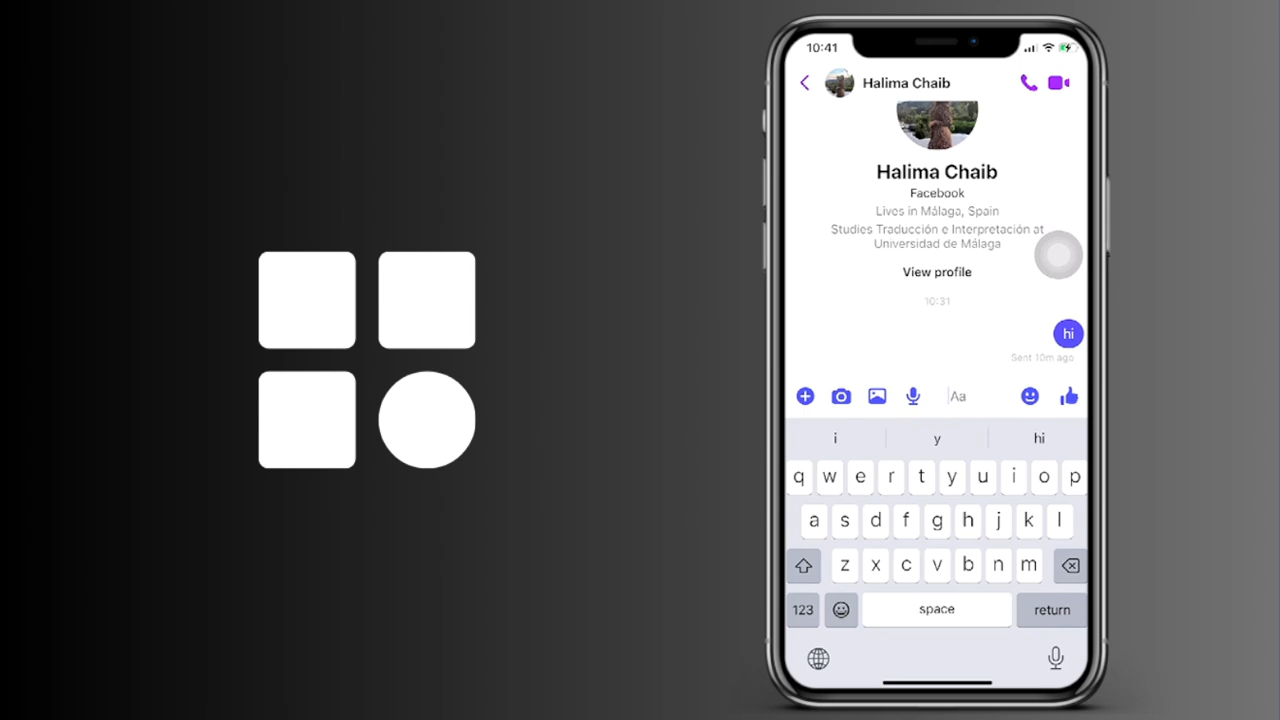 10:41
Halima Chaib
Halima Chaib
Facebook
Lives in Málaga, Spain
Studies Traducción e Interpretación at
Universidad de Málaga
View profile
10:31
hi
Sent 10m ago
Aa
i y hi
q w e r t y u i o p
a s d f g h j k l
z x c v b n m
123 space return